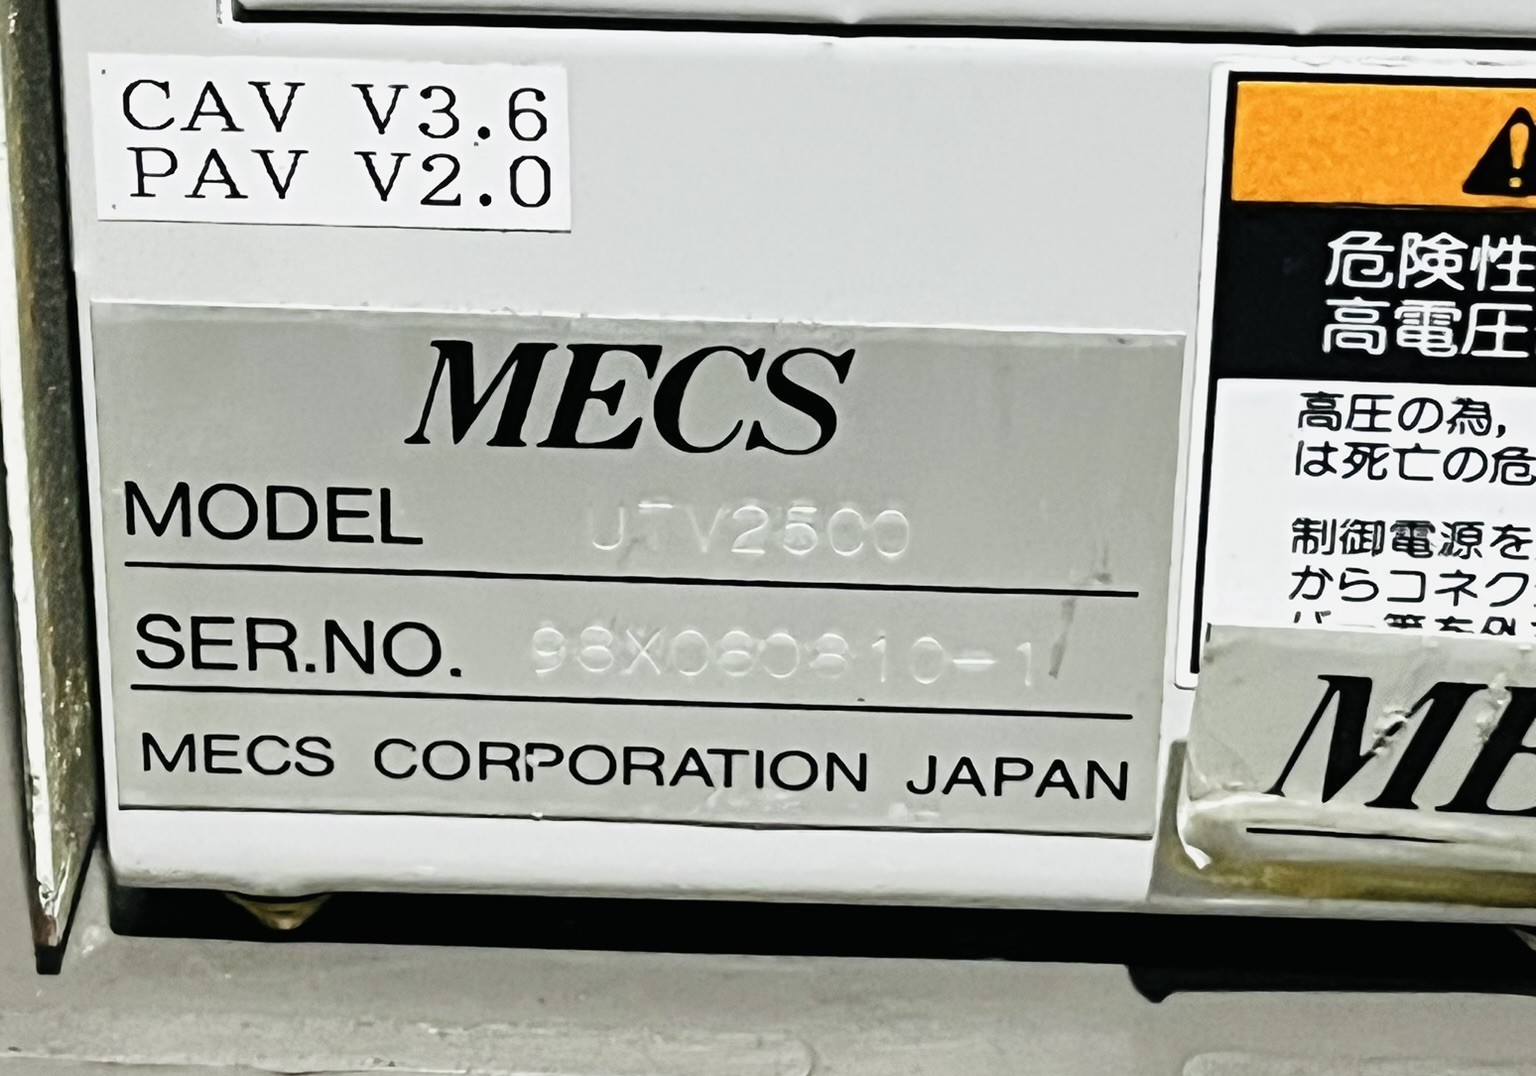 CAV V3.6
PAV V2.0
MECS
MODEL UTV2500
SER.NO.
MECS CORPORATION JAPAN
危険性
高電圧
高圧の為,
は死亡の危
制御電源を
からコネク
ME